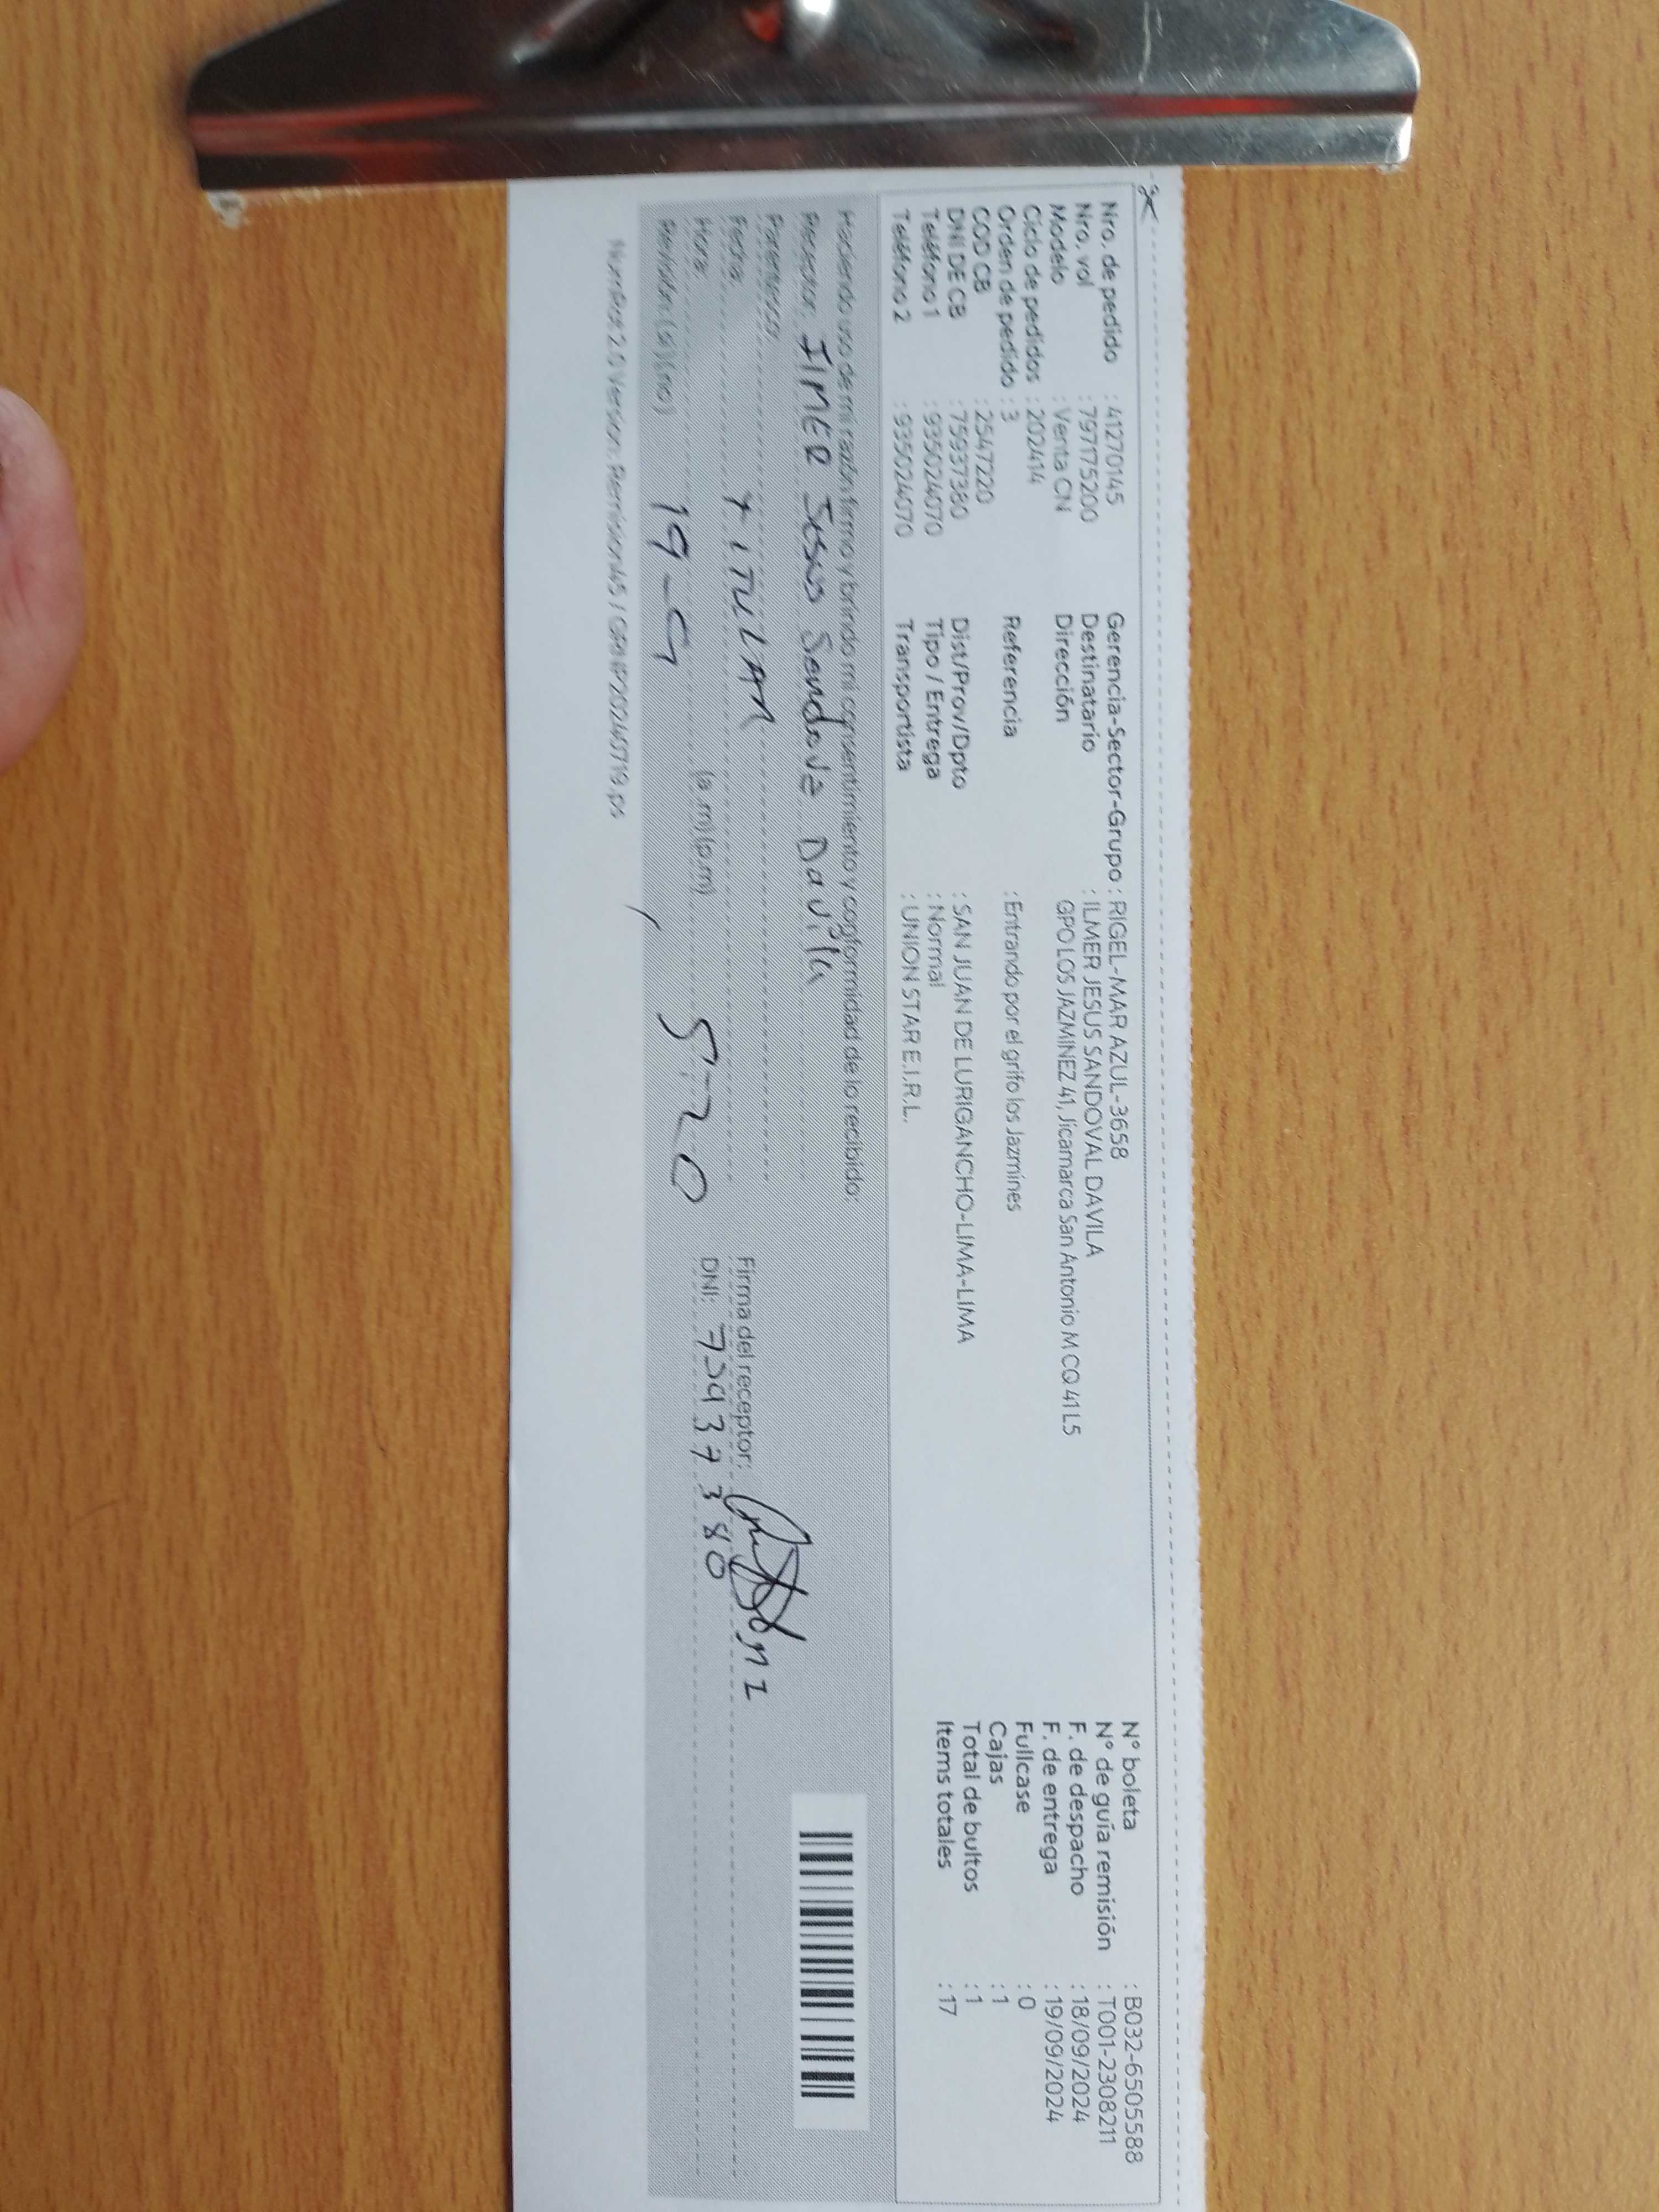 Nro. de pedido : 41270145
Nro. vol : 797175200
Modelo : Venta CN
Ciclo de pedidos : 202414
Orden de pedido : 3
COD CB : 2547220
DNI DE CB : 75937380
Teléfono 1 : 935024070
Teléfono 2 : 935024070
Gerencia-Sector-Grupo : RIGEL-MAR AZUL-3658
Destinatario : ILMER JESUS SANDOVAL DAVILA
Dirección GPO LOS JAZMINEZ 41, Jicamarca San Antonio M CQ 41 L5
Referencia : Entrando por el grifo los Jazmines
Dist/Prov/Dpto : SAN JUAN DE LURIGANCHO-LIMA-LIMA
Tipo / Entrega : Normal
Transportista : UNION STAR E.I.R.L.
N° boleta : B032-6505588
N° de guía remisión : T001-2308211
F. de despacho : 18/09/2024
F. de entrega : 19/09/2024
Fullcase : 0
Cajas : 1
Total de bultos : 1
Items totales : 17
Haciendo uso de mi razón firmo y brindo mi consentimiento y conformidad de lo recibido:
Receptor: Jesus Davila
Parentesco:
Fecha:
Hora: (a.m) (p.m)
Revisión: (si) (no) 19-9 5-20
Firma del receptor:
DNI: 75937380